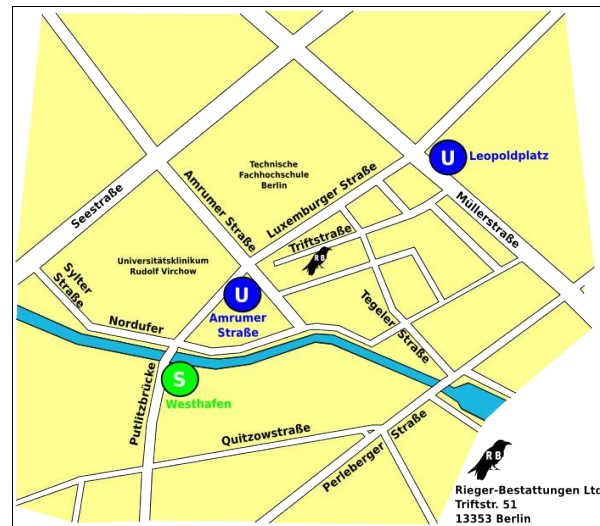 U
Leopoldplatz
Technische
Fachhochschule
Berlin
Amrumer Straße
Luxemburger Straße
Müllerstraße
Seestraße
Triftstraße
R B
Universitätsklinikum
Rudolf Virchow
Sylter
Straße
U
Amrumer
Straße
Nordufer
Tegeler Straße
Putlitzbrücke
S
Westhafen
Quitzowstraße
Perleberger Straße
R B
Rieger-Bestattungen Ltd
Triftstr. 51
13353 Berlin